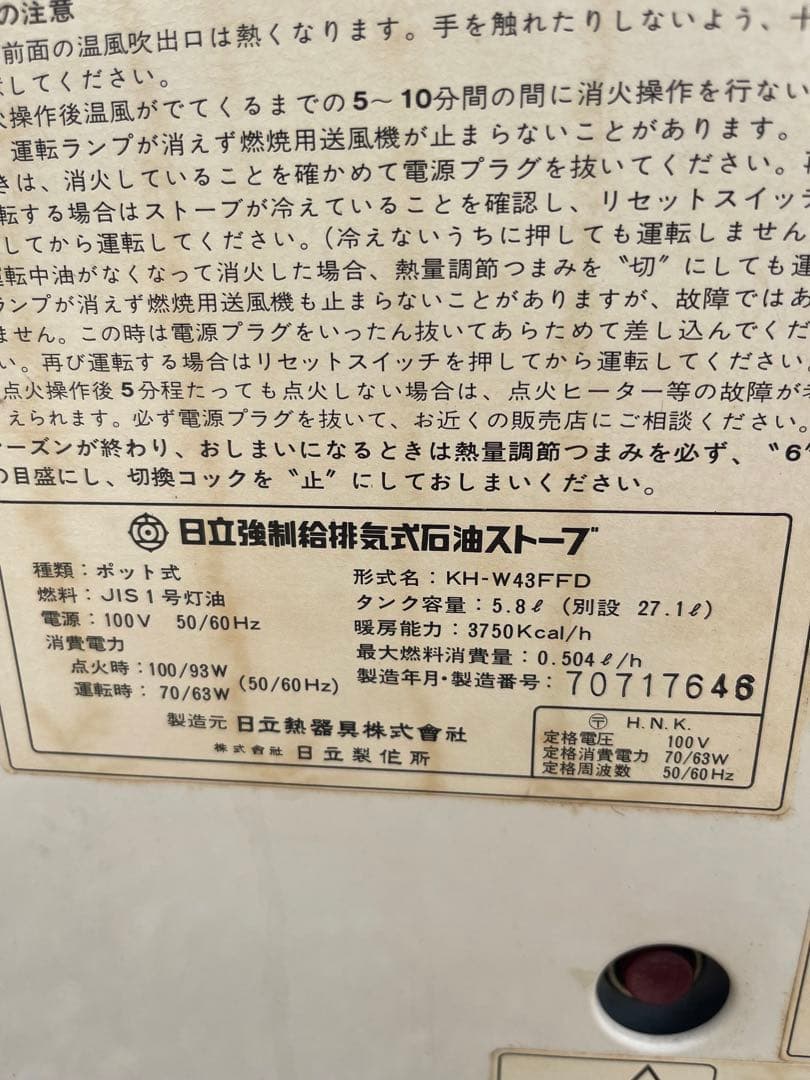 の注意
前面の温風吹出口は熱くなります。手を触れたりしないよう、十
してください。
火操作後温風がでてくるまでの5〜10分間の間に消火操作を行ない
運転ランプが消えず燃焼用送風機が止まらないことがあります。
きは、消火していることを確かめて電源プラグを抜いてください。再
転する場合はストーブが冷えていることを確認し、リセットスイッチ
してから運転してください。(冷えないうちに押しても運転しません
運転中油がなくなって消火した場合、熱量調節つまみを〝切〞にしても運
ランプが消えず燃焼用送風機も止まらないことがありますが、故障ではあ
ません。この時は電源プラグをいったん抜いてあらためて差し込んでくだ
い。再び運転する場合はリセットスイッチを押してから運転してください。
点火操作後5分程たっても点火しない場合は、点火ヒーター等の故障が考
えられます。必ず電源プラグを抜いて、お近くの販売店にご相談ください。
シーズンが終わり、おしまいになるときは熱量調節つまみを必ず、〝6〞
の目盛にし、切換コックを〝止〞にしておしまいください。
日立強制給排気式石油ストーブ
種類：ポット式
燃料：JIS1号灯油
電源：100V 50/60Hz
消費電力
点火時：100/93W
運転時：70/63W (50/60Hz)
形式名：KH-W43FFD
タンク容量：5.8ℓ (別設 27.1ℓ)
暖房能力：3750Kcal/h
最大燃料消費量：0.504ℓ/h
製造年月・製造番号：70717646
製造元 日立熱器具株式會社
株式會社 日立製作所
〒 H.N.K.
定格電圧 100V
定格消費電力 70/63W
定格周波数 50/60Hz